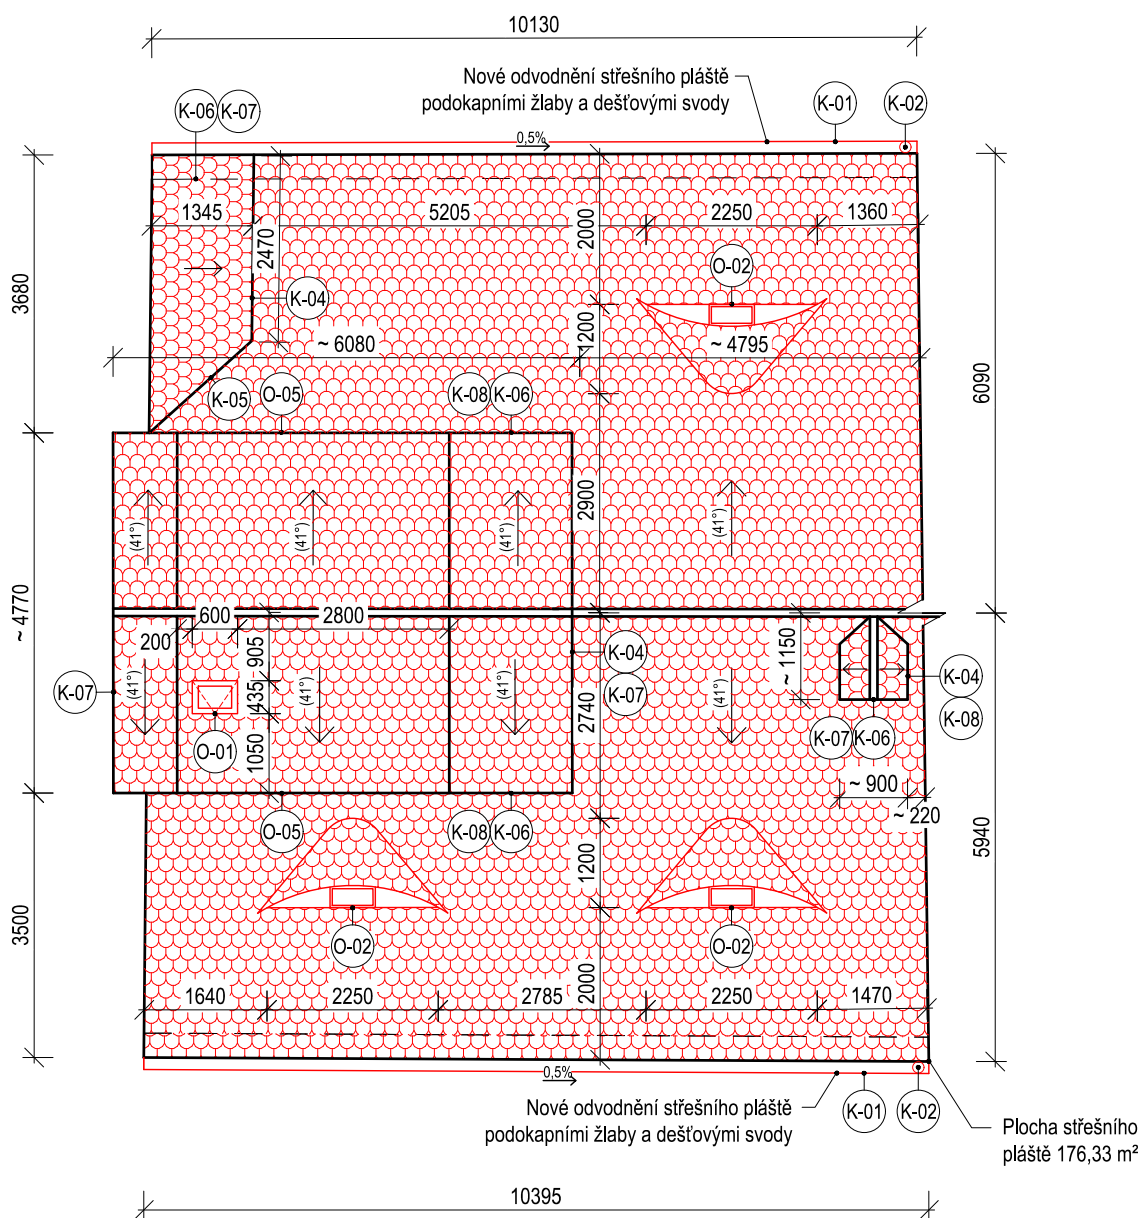 10130
Nové odvodnění střešního pláště
podokapními žlaby a dešťovými svody
K-06 K-07
K-01
K-02
0,5%
1345
5205
2250
1360
2470
2000
O-02
3680
K-04
1200
~ 6080
~ 4795
6090
K-05
O-05
K-08 K-06
2900
(41°)
(41°)
(41°)
(41°)
~ 4770
600
2800
200
905
~ 1150
(41°)
(41°)
(41°)
(41°)
K-07
435
K-04
K-07
2740
K-04
K-08
O-01
1050
K-07 K-06
~ 900
~ 220
O-05
K-08 K-06
5940
1200
3500
O-02
O-02
2000
1640
2250
2785
2250
1470
0,5%
Nové odvodnění střešního pláště
podokapními žlaby a dešťovými svody
K-01
K-02
Plocha střešního
pláště 176,33 m²
10395